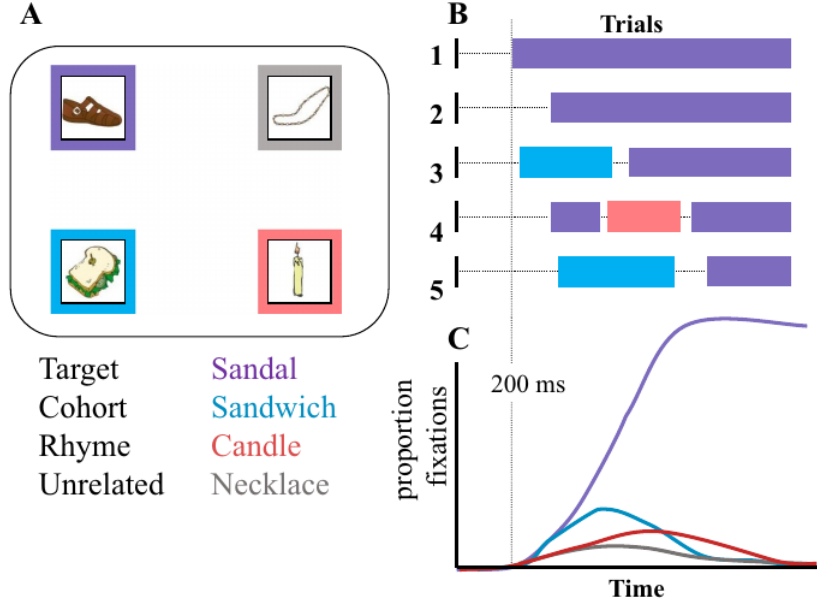 A
B
Trials
1
2
3
4
5
C
200 ms
proportion
fixations
Time
Target Sandal
Cohort Sandwich
Rhyme Candle
Unrelated Necklace